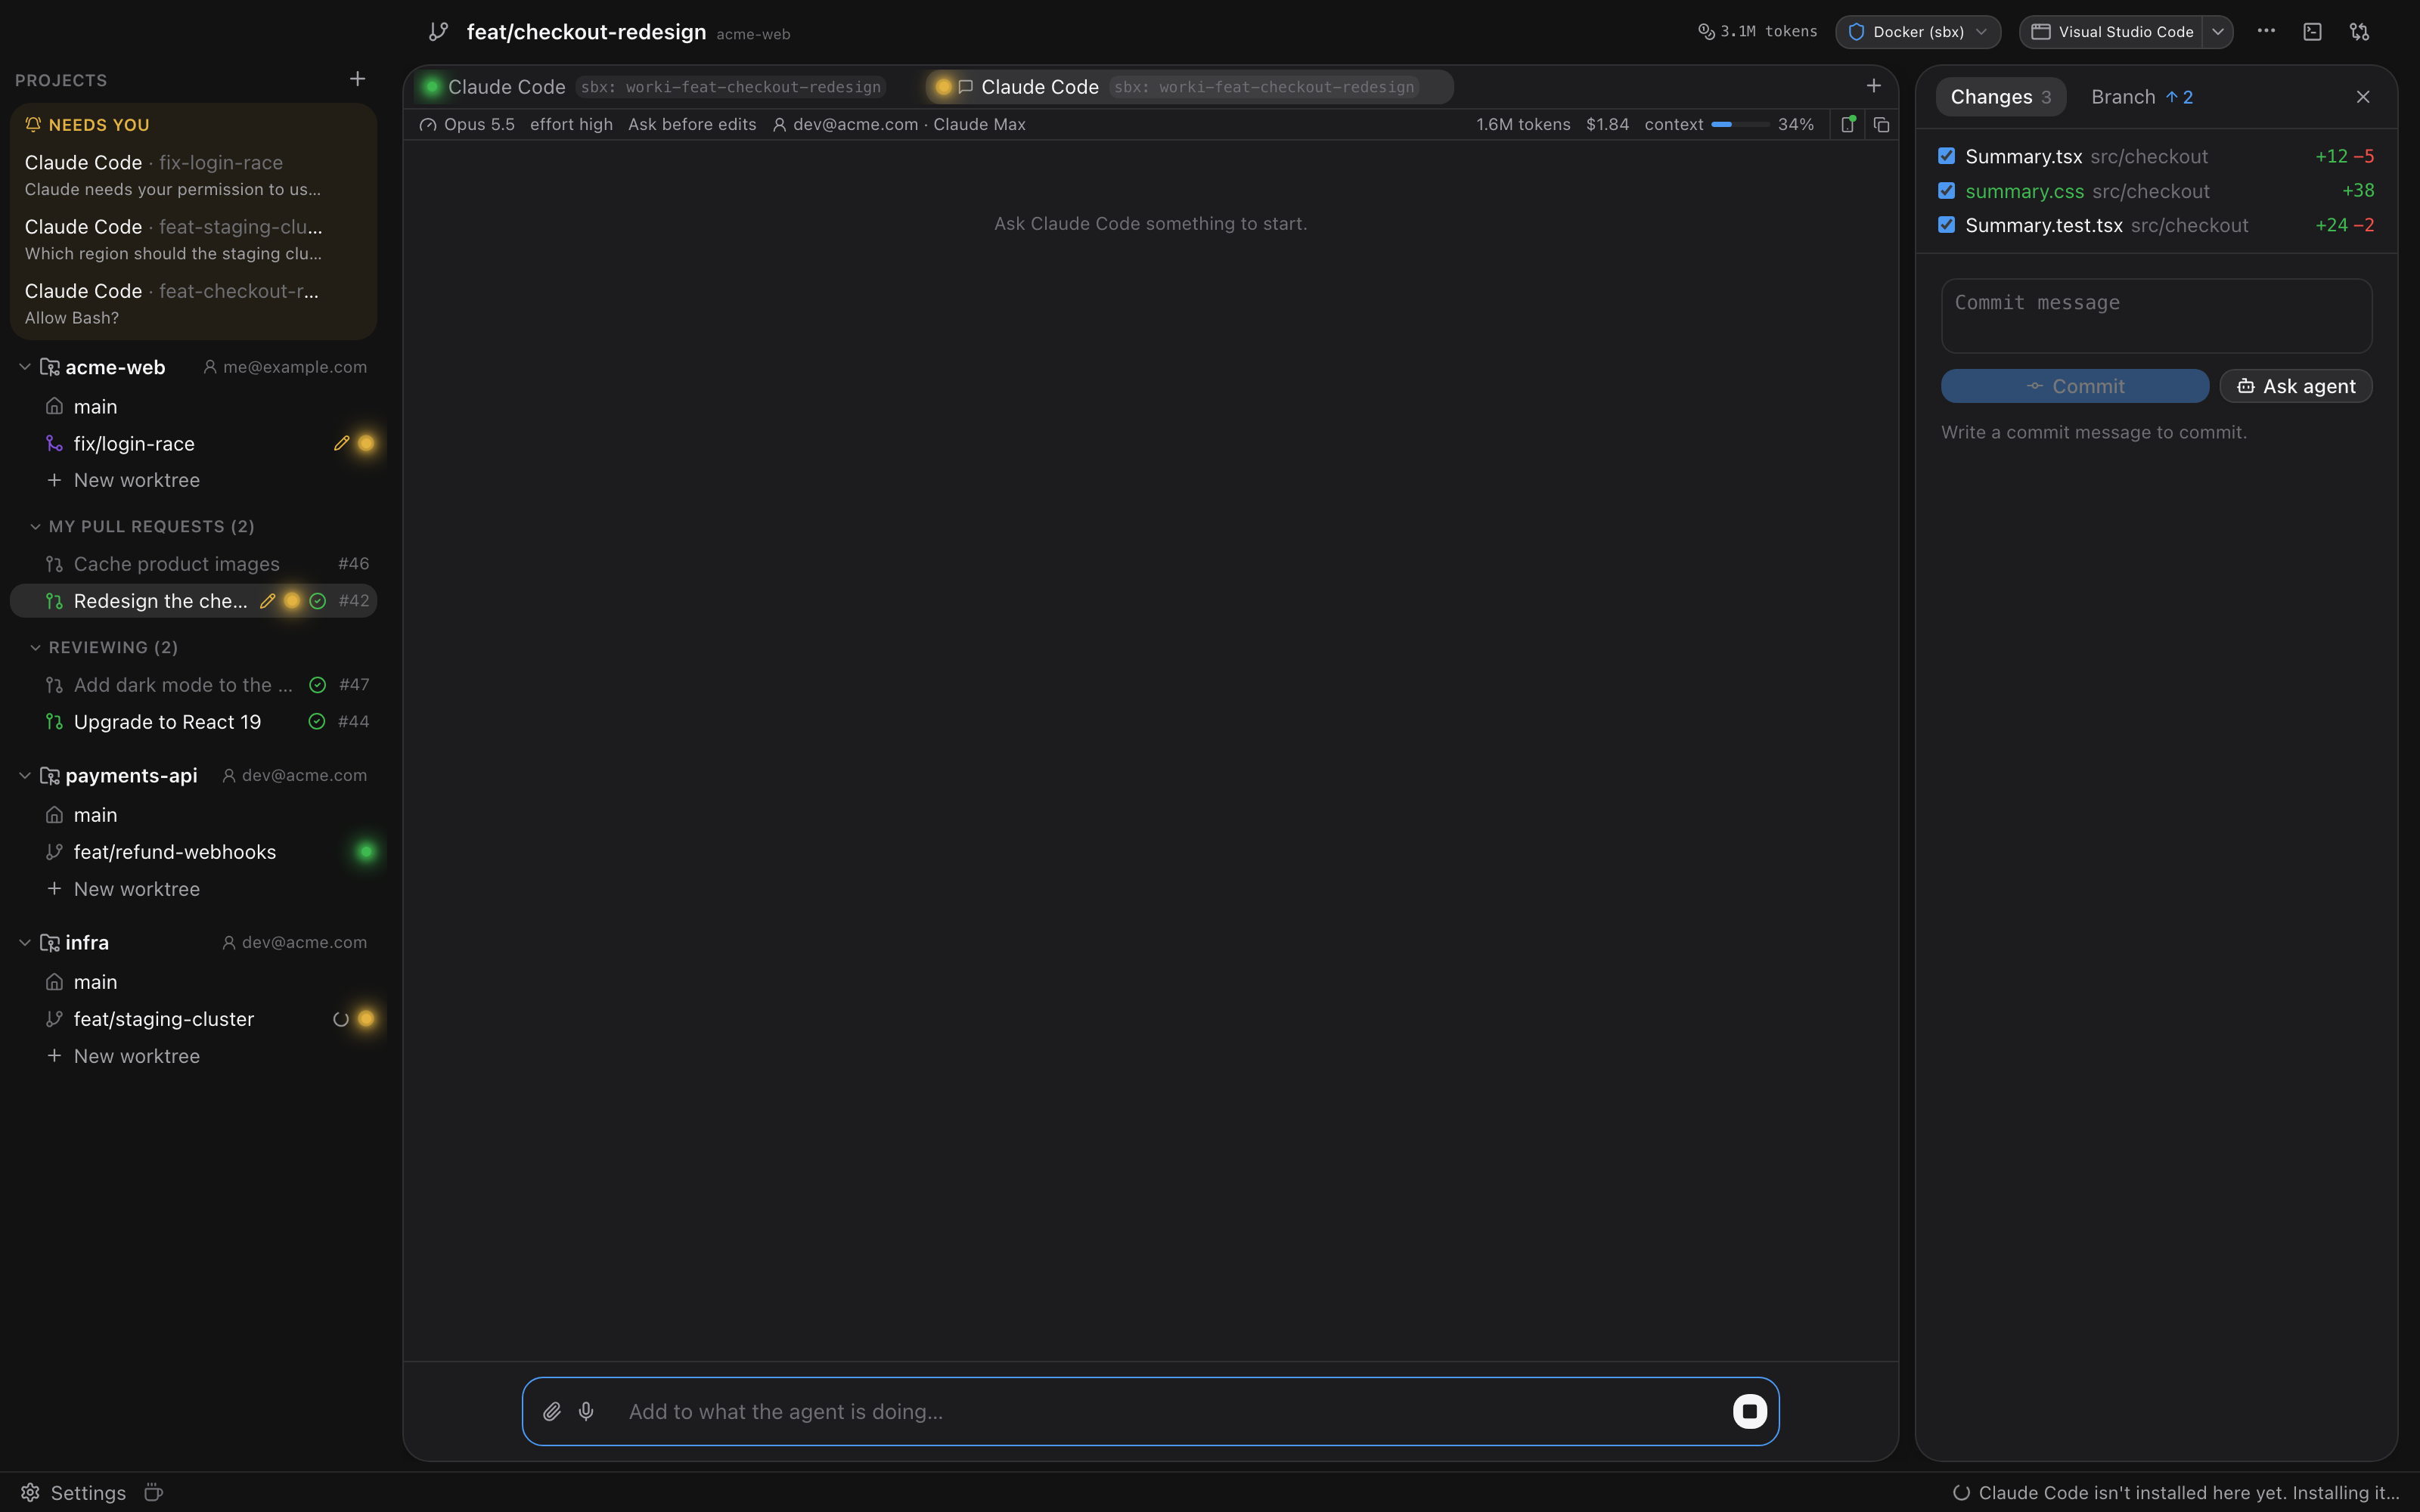 feat/checkout-redesign acme-web
3.1M tokens
Docker (sbx)
Visual Studio Code
PROJECTS
NEEDS YOU
Claude Code · fix-login-race
Claude needs your permission to us...
Claude Code · feat-staging-clu...
Which region should the staging clu...
Claude Code · feat-checkout-r...
Allow Bash?
acme-web me@example.com
main
fix/login-race
New worktree
MY PULL REQUESTS (2)
Cache product images #46
Redesign the che... #42
REVIEWING (2)
Add dark mode to the ... #47
Upgrade to React 19 #44
payments-api dev@acme.com
main
feat/refund-webhooks
New worktree
infra dev@acme.com
main
feat/staging-cluster
New worktree
Settings
Claude Code sbx: worki-feat-checkout-redesign
Claude Code sbx: worki-feat-checkout-redesign
Opus 5.5 effort high Ask before edits dev@acme.com · Claude Max
1.6M tokens $1.84 context 34%
Ask Claude Code something to start.
Add to what the agent is doing...
Changes 3 Branch ↑2
Summary.tsx src/checkout +12 −5
summary.css src/checkout +38
Summary.test.tsx src/checkout +24 −2
Commit message
Commit
Ask agent
Write a commit message to commit.
Claude Code isn't installed here yet. Installing it...